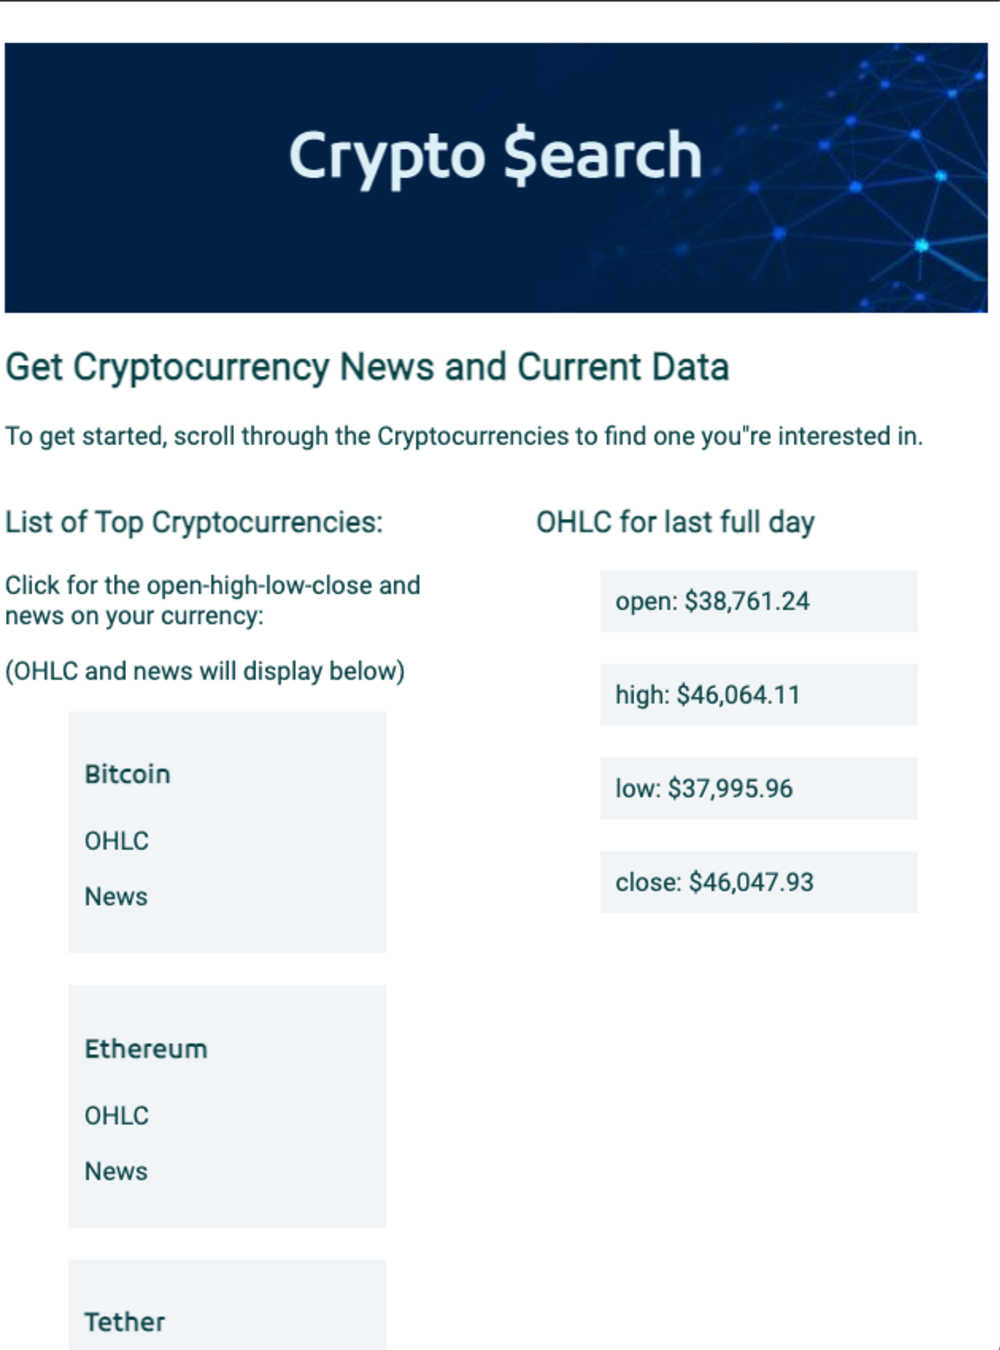 Crypto $earch
Get Cryptocurrency News and Current Data
To get started, scroll through the Cryptocurrencies to find one you"re interested in.
List of Top Cryptocurrencies:
Click for the open-high-low-close and
news on your currency:
(OHLC and news will display below)
Bitcoin
OHLC
News
Ethereum
OHLC
News
Tether
OHLC for last full day
open: $38,761.24
high: $46,064.11
low: $37,995.96
close: $46,047.93